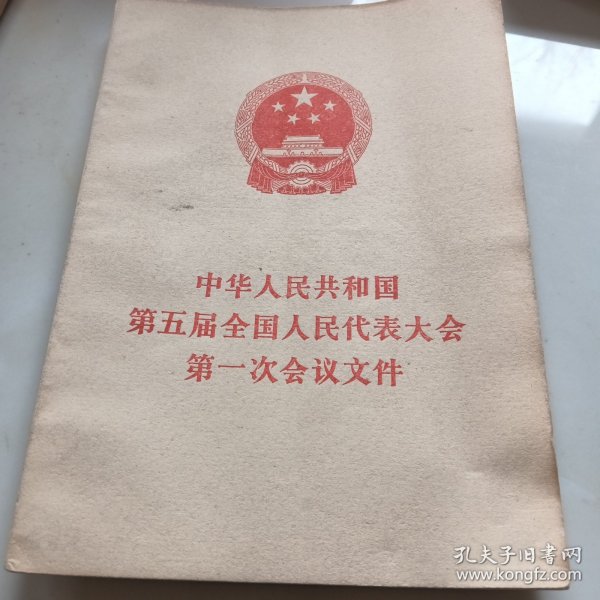 中华人民共和国
第五届全国人民代表大会
第一次会议文件
孔夫子旧书网
www.kongfz.com